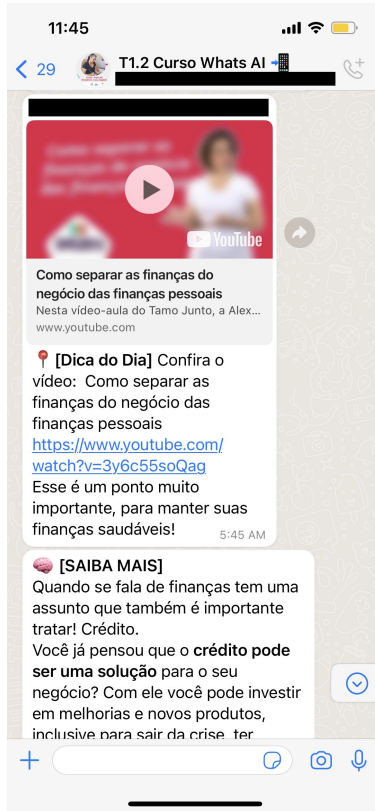 11:45
29
T1.2 Curso Whats AI
YouTube
Como separar as finanças do
negócio das finanças pessoais
Nesta vídeo-aula do Tamo Junto, a Alex...
www.youtube.com
[Dica do Dia] Confira o
vídeo:  Como separar as
finanças do negócio das
finanças pessoais
https://www.youtube.com/
watch?v=3y6c55soQag
Esse é um ponto muito
importante, para manter suas
finanças saudáveis!
5:45 AM
[SAIBA MAIS]
Quando se fala de finanças tem uma
assunto que também é importante
tratar! Crédito.
Você já pensou que o crédito pode
ser uma solução para o seu
negócio? Com ele você pode investir
em melhorias e novos produtos,
inclusive para sair da crise, ter